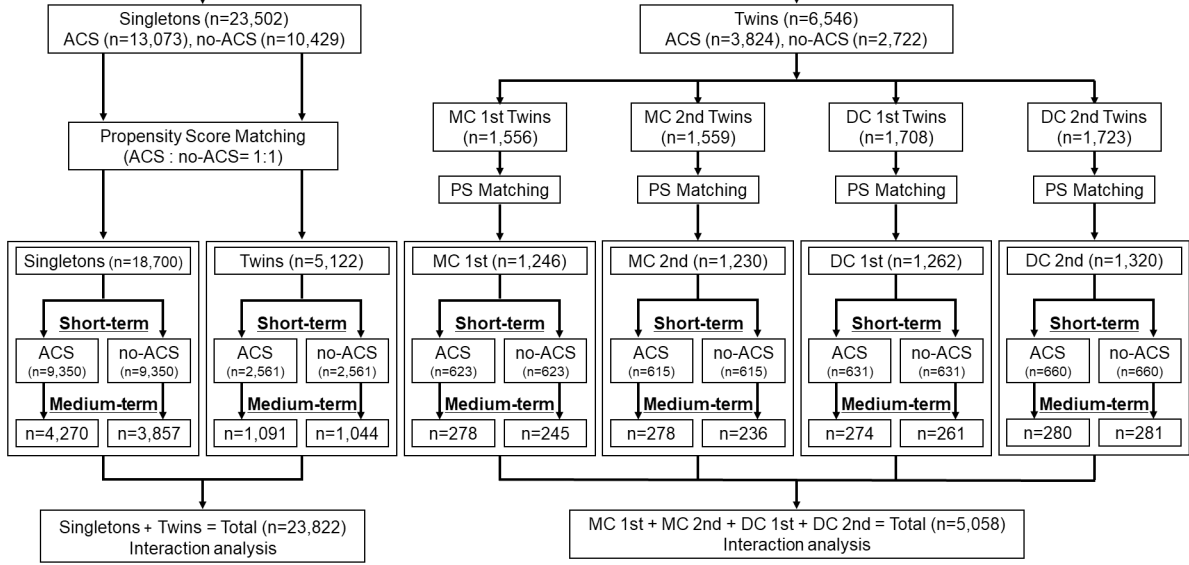 Singletons (n=23,502)
ACS (n=13,073), no-ACS (n=10,429)
Twins (n=6,546)
ACS (n=3,824), no-ACS (n=2,722)
Propensity Score Matching
(ACS : no-ACS= 1:1)
MC 1st Twins
(n=1,556)
MC 2nd Twins
(n=1,559)
DC 1st Twins
(n=1,708)
DC 2nd Twins
(n=1,723)
PS Matching
PS Matching
PS Matching
PS Matching
Singletons (n=18,700)
Short-term
ACS
(n=9,350)
no-ACS
(n=9,350)
Medium-term
n=4,270
n=3,857
Twins (n=5,122)
Short-term
ACS
(n=2,561)
no-ACS
(n=2,561)
Medium-term
n=1,091
n=1,044
MC 1st (n=1,246)
Short-term
ACS
(n=623)
no-ACS
(n=623)
Medium-term
n=278
n=245
MC 2nd (n=1,230)
Short-term
ACS
(n=615)
no-ACS
(n=615)
Medium-term
n=278
n=236
DC 1st (n=1,262)
Short-term
ACS
(n=631)
no-ACS
(n=631)
Medium-term
n=274
n=261
DC 2nd (n=1,320)
Short-term
ACS
(n=660)
no-ACS
(n=660)
Medium-term
n=280
n=281
Singletons + Twins = Total (n=23,822)
Interaction analysis
MC 1st + MC 2nd + DC 1st + DC 2nd = Total (n=5,058)
Interaction analysis